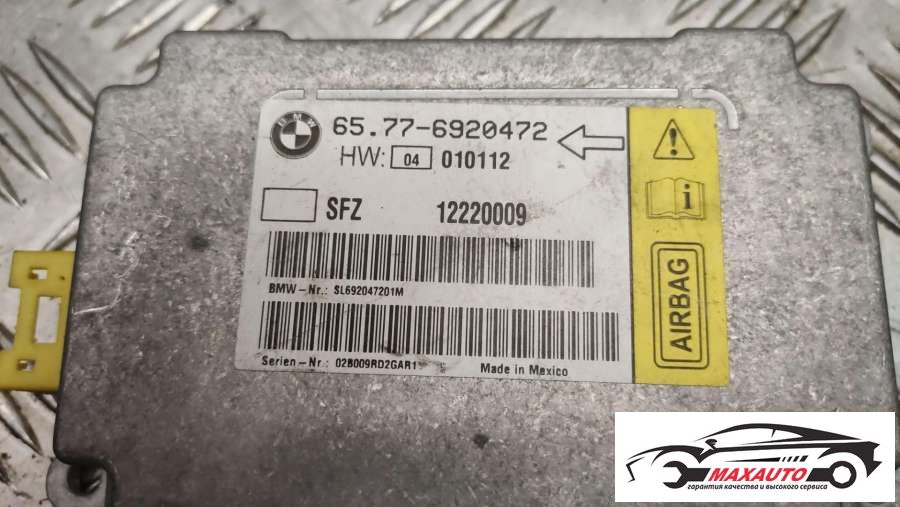 BMW
65.77-6920472
HW: 04 010112
SFZ 12220009
BMW-Nr.: SL692047201M
Serien-Nr.: 02B009RD2GAR1 Made in Mexico
AIRBAG
MAXAUTO
гарантия качества и высокого сервиса